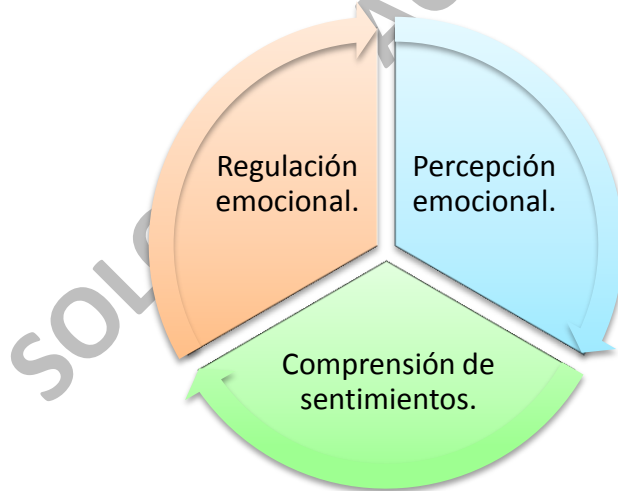 Regulación
emocional.
Percepción
emocional.
Comprensión de
sentimientos.